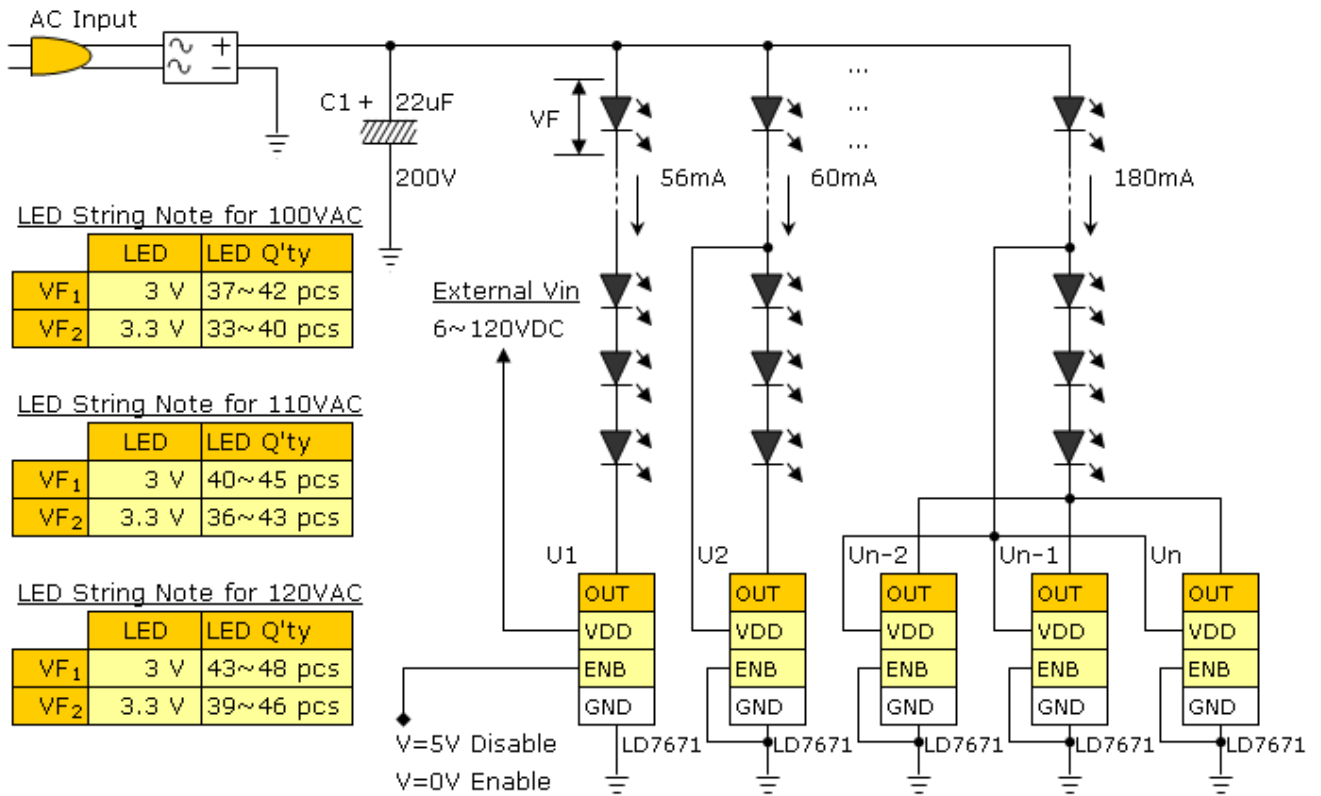 AC Input
+
−
C1 + 22uF
200V
VF
...
...
...
56mA
60mA
180mA
LED String Note for 100VAC
LED LED Q'ty
VF1 3 V 37~42 pcs
VF2 3.3 V 33~40 pcs
External Vin
6~120VDC
LED String Note for 110VAC
LED LED Q'ty
VF1 3 V 40~45 pcs
VF2 3.3 V 36~43 pcs
LED String Note for 120VAC
LED LED Q'ty
VF1 3 V 43~48 pcs
VF2 3.3 V 39~46 pcs
V=5V Disable
V=0V Enable
U1
OUT
VDD
ENB
GND
LD7671
U2
OUT
VDD
ENB
GND
LD7671
Un-2
OUT
VDD
ENB
GND
LD7671
Un-1
OUT
VDD
ENB
GND
LD7671
Un
OUT
VDD
ENB
GND
LD7671